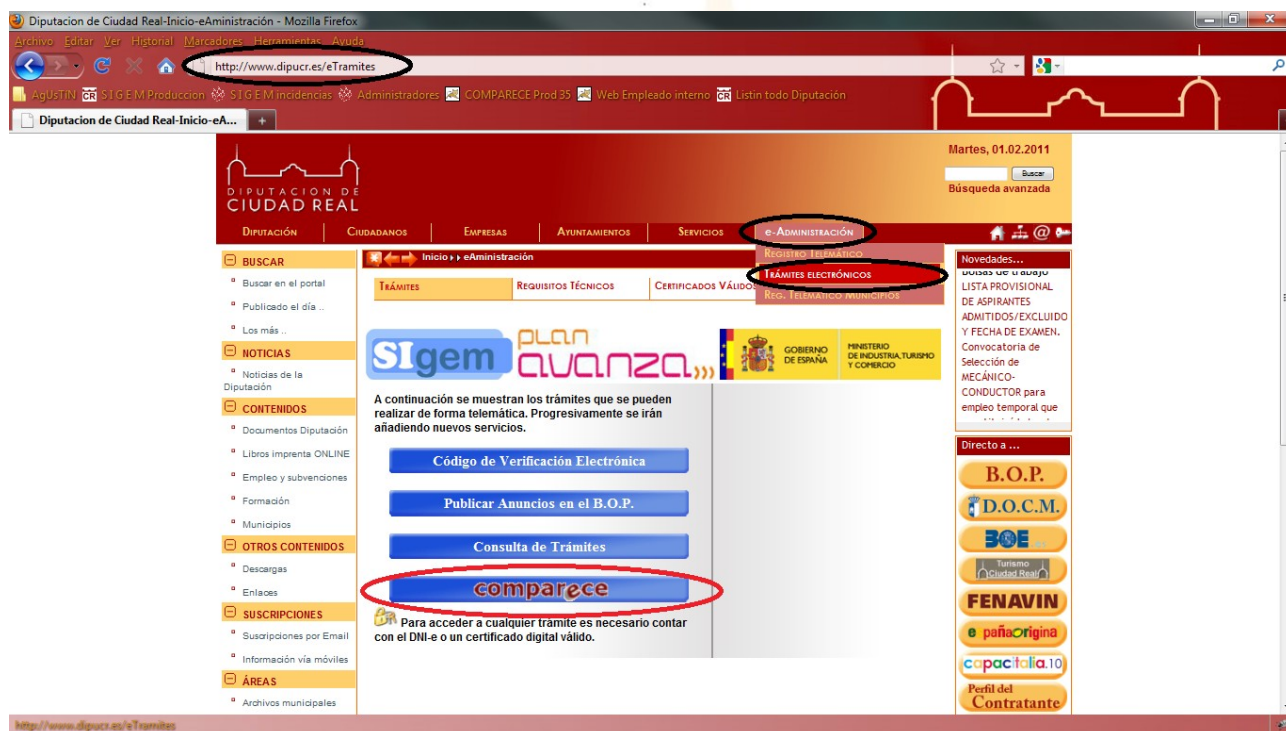 Diputacion de Ciudad Real-Inicio-eAministración - Mozilla Firefox
Archivo Editar Ver Historial Marcadores Herramientas Ayuda
http://www.dipucr.es/eTramites
AgUsTiN SIGEM Produccion SIGEM incidencias Administradores COMPARECE Prod 35 Web Empleado interno Listin todo Diputación
Diputacion de Ciudad Real-Inicio-eA...
DIPUTACION DE
CIUDAD REAL
Martes, 01.02.2011
Buscar
Búsqueda avanzada
DIPUTACIÓN CIUDADANOS EMPRESAS AYUNTAMIENTOS SERVICIOS e-ADMINISTRACIÓN
REGISTRO TELEMÁTICO
TRÁMITES ELECTRÓNICOS
REG. TELEMÁTICO MUNICIPIOS
BUSCAR
Buscar en el portal
Publicado el día ..
Los más ..
NOTICIAS
Noticias de la
Diputación
CONTENIDOS
Documentos Diputación
Libros imprenta ONLINE
Empleo y subvenciones
Formación
Municipios
OTROS CONTENIDOS
Descargas
Enlaces
SUSCRIPCIONES
Suscripciones por Email
Información vía móviles
ÁREAS
Archivos municipales
Inicio eAministración
TRÁMITES REQUISITOS TÉCNICOS CERTIFICADOS VÁLIDOS
SIgem
plan
avanza
GOBIERNO
DE ESPAÑA
MINISTERIO
DE INDUSTRIA, TURISMO
Y COMERCIO
A continuación se muestran los trámites que se pueden
realizar de forma telemática. Progresivamente se irán
añadiendo nuevos servicios.
Código de Verificación Electrónica
Publicar Anuncios en el B.O.P.
Consulta de Trámites
comparece
Para acceder a cualquier trámite es necesario contar
con el DNI-e o un certificado digital válido.
Novedades...
Bolsas de trabajo
LISTA PROVISIONAL
DE ASPIRANTES
ADMITIDOS/EXCLUIDO
Y FECHA DE EXAMEN.
Convocatoria de
Selección de
MECÁNICO-
CONDUCTOR para
empleo temporal que
Directo a ...
B.O.P.
D.O.C.M.
BOE
Turismo
Ciudad Real
FENAVIN
e pañaorigina
capacitalia.10
Perfil del
Contratante
http://www.dipucr.es/eTramites